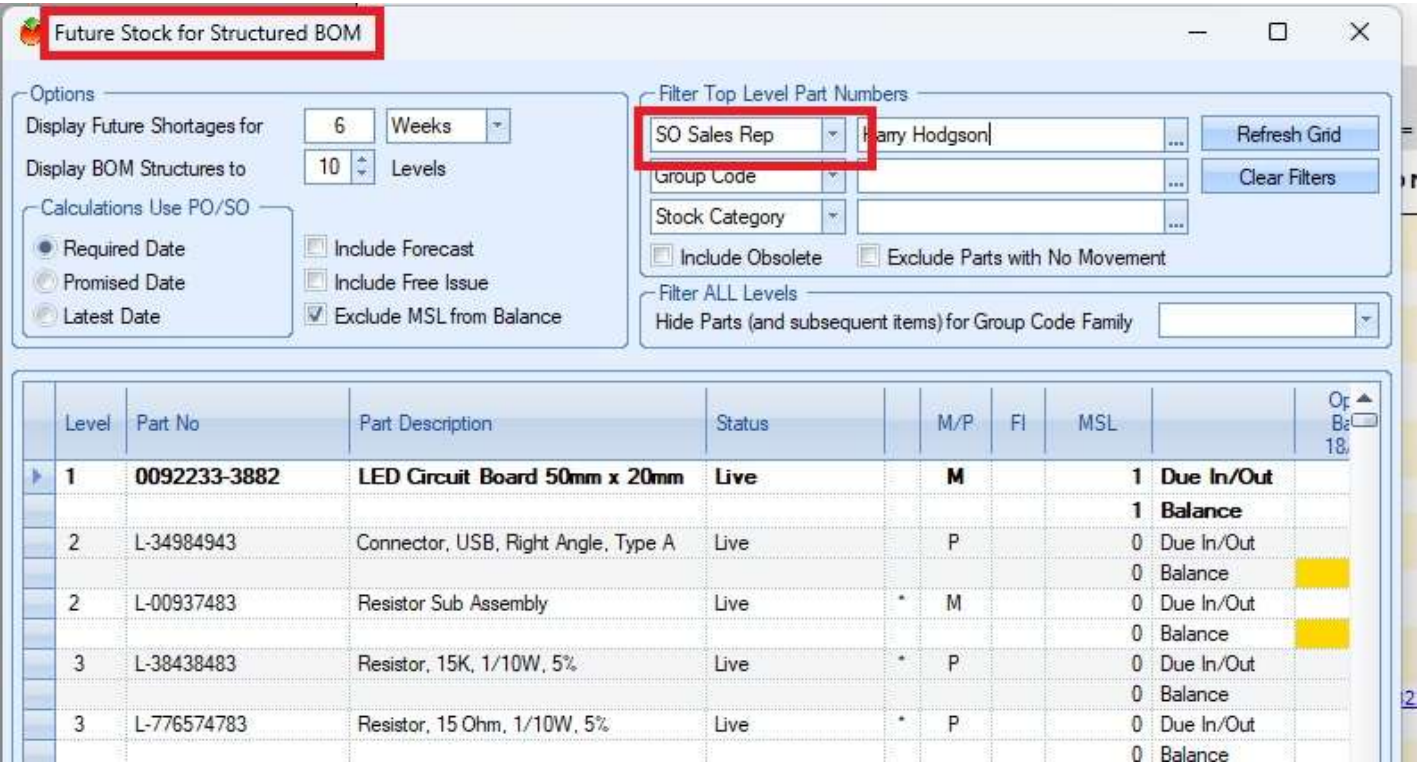 Future Stock for Structured BOM
Options
Display Future Shortages for 6 Weeks
Display BOM Structures to 10 Levels
Calculations Use PO/SO
Required Date
Promised Date
Latest Date
Include Forecast
Include Free Issue
Exclude MSL from Balance
Filter Top Level Part Numbers
SO Sales Rep Harry Hodgson ... Refresh Grid
Group Code ... Clear Filters
Stock Category ...
Include Obsolete Exclude Parts with No Movement
Filter ALL Levels
Hide Parts (and subsequent items) for Group Code Family
Level Part No Part Description Status M/P FI MSL
1 0092233-3882 LED Circuit Board 50mm x 20mm Live M 1 Due In/Out
1 Balance
2 L-34984943 Connector, USB, Right Angle, Type A Live P 0 Due In/Out
0 Balance
2 L-00937483 Resistor Sub Assembly Live * M 0 Due In/Out
0 Balance
3 L-38438483 Resistor, 15K, 1/10W, 5% Live * P 0 Due In/Out
0 Balance
3 L-776574783 Resistor, 15 Ohm, 1/10W, 5% Live * P 0 Due In/Out
0 Balance